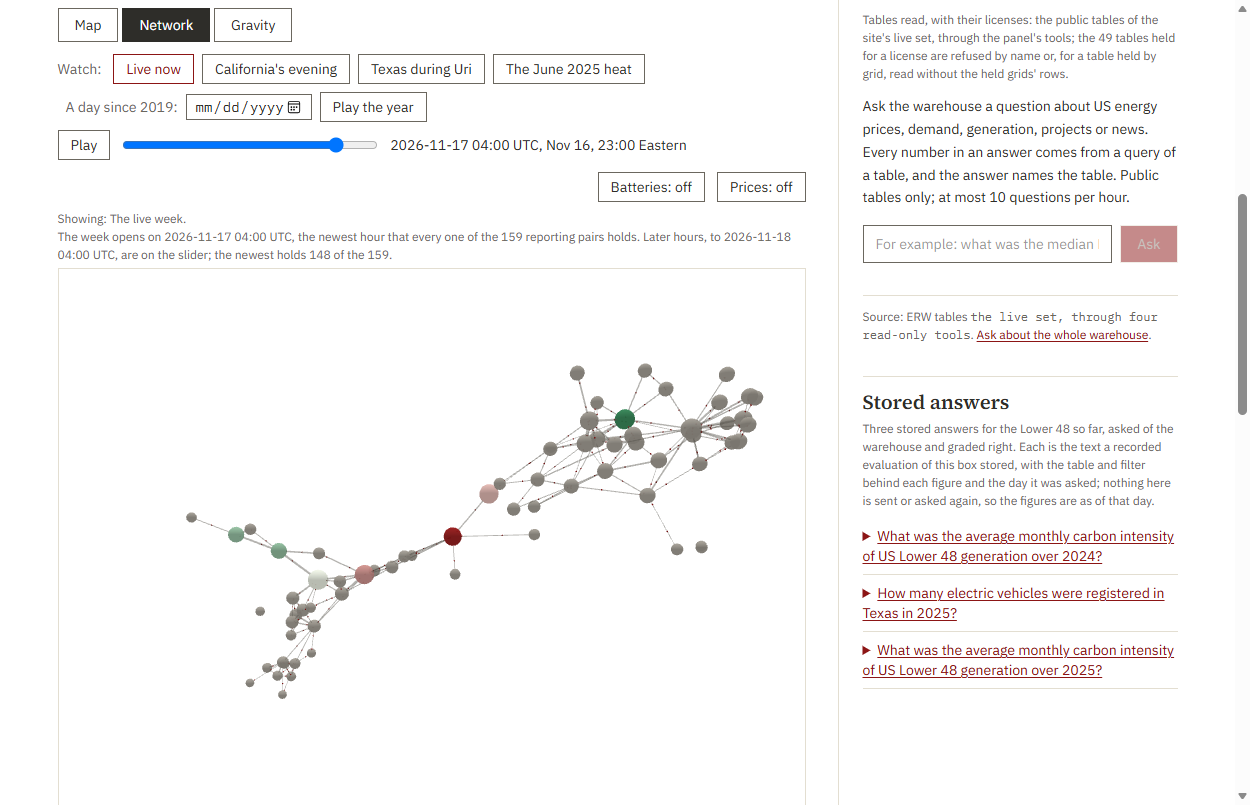 Map
Network
Gravity
Watch:
Live now
California's evening
Texas during Uri
The June 2025 heat
A day since 2019:
mm/dd/yyyy
Play the year
Play
2026-11-17 04:00 UTC, Nov 16, 23:00 Eastern
Batteries: off
Prices: off
Showing: The live week.
The week opens on 2026-11-17 04:00 UTC, the newest hour that every one of the 159 reporting pairs holds. Later hours, to 2026-11-18
04:00 UTC, are on the slider; the newest holds 148 of the 159.
Tables read, with their licenses: the public tables of the
site's live set, through the panel's tools; the 49 tables held
for a license are refused by name or, for a table held by
grid, read without the held grids' rows.
Ask the warehouse a question about US energy
prices, demand, generation, projects or news.
Every number in an answer comes from a query of
a table, and the answer names the table. Public
tables only; at most 10 questions per hour.
For example: what was the median
Ask
Source: ERW tables the live set, through four
read-only tools. Ask about the whole warehouse.
Stored answers
Three stored answers for the Lower 48 so far, asked of the
warehouse and graded right. Each is the text a recorded
evaluation of this box stored, with the table and filter
behind each figure and the day it was asked; nothing here
is sent or asked again, so the figures are as of that day.
What was the average monthly carbon intensity
of US Lower 48 generation over 2024?
How many electric vehicles were registered in
Texas in 2025?
What was the average monthly carbon intensity
of US Lower 48 generation over 2025?